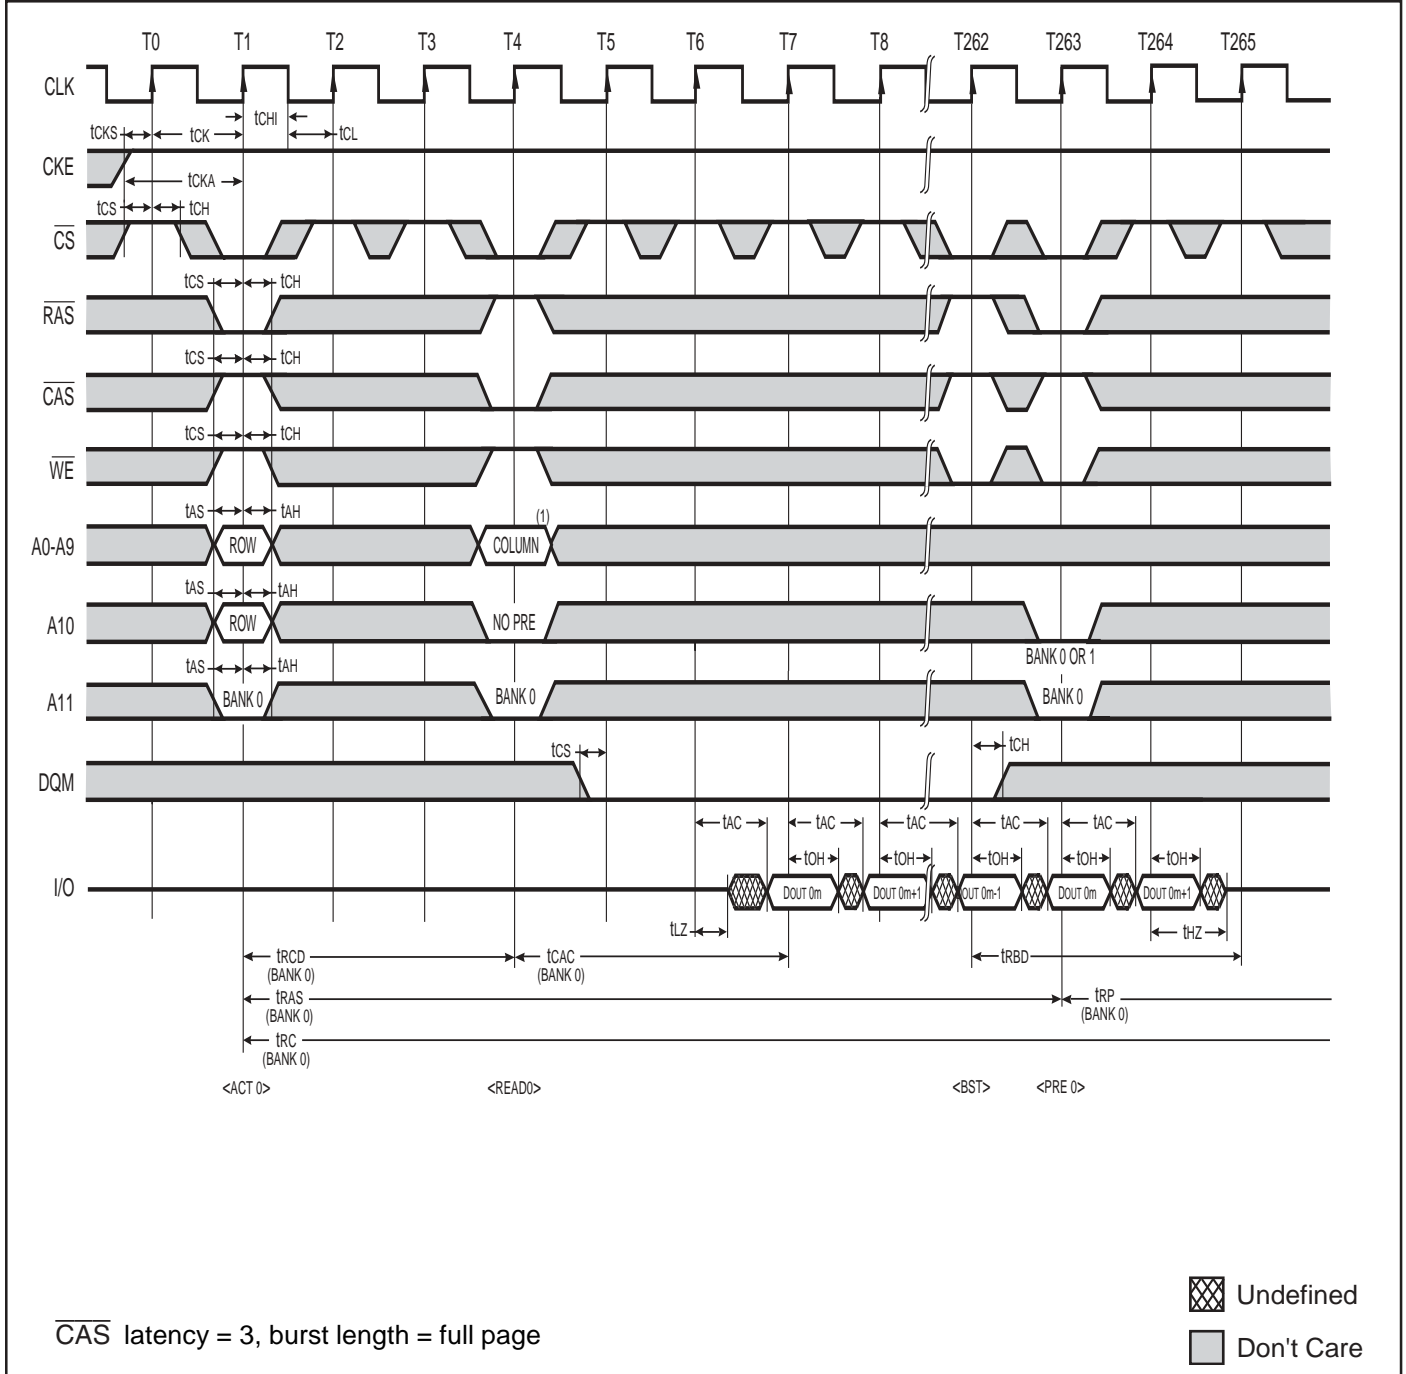 T0 T1 T2 T3 T4 T5 T6 T7 T8 T262 T263 T264 T265
CLK
tCHI
tCKS tCK tCL
CKE
tCKA
tCS tCH
CS
tCS tCH
RAS
tCS tCH
CAS
tCS tCH
WE
tAS tAH (1)
A0-A9 ROW COLUMN
tAS tAH
A10 ROW NO PRE
BANK 0 OR 1
tAS tAH
A11 BANK 0 BANK 0 BANK 0
tCS tCH
DQM
tAC tAC tAC tAC tAC
tOH tOH tOH tOH tOH
I/O DOUT 0m DOUT 0m+1 OUT 0m-1 DOUT 0m DOUT 0m+1
tLZ tHZ
tRCD tCAC tRBD
(BANK 0) (BANK 0)
tRAS tRP
(BANK 0) (BANK 0)
tRC
(BANK 0)
<ACT 0> <READ0> <BST> <PRE 0>
Undefined
CAS latency = 3, burst length = full page
Don't Care